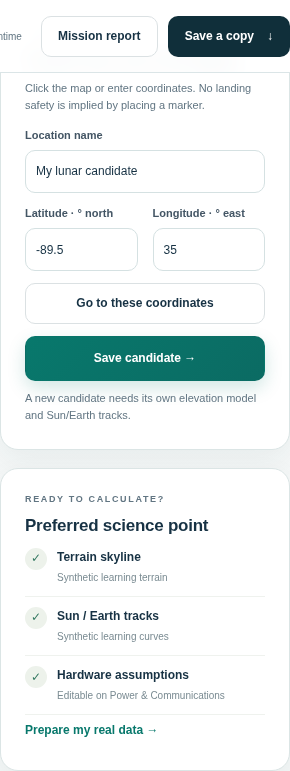 Mission report
Save a copy ↓
Click the map or enter coordinates. No landing
safety is implied by placing a marker.
Location name
My lunar candidate
Latitude · ° north
Longitude · ° east
-89.5
35
Go to these coordinates
Save candidate →
A new candidate needs its own elevation model
and Sun/Earth tracks.
READY TO CALCULATE?
Preferred science point
✓ Terrain skyline
Synthetic learning terrain
✓ Sun / Earth tracks
Synthetic learning curves
✓ Hardware assumptions
Editable on Power & Communications
Prepare my real data →